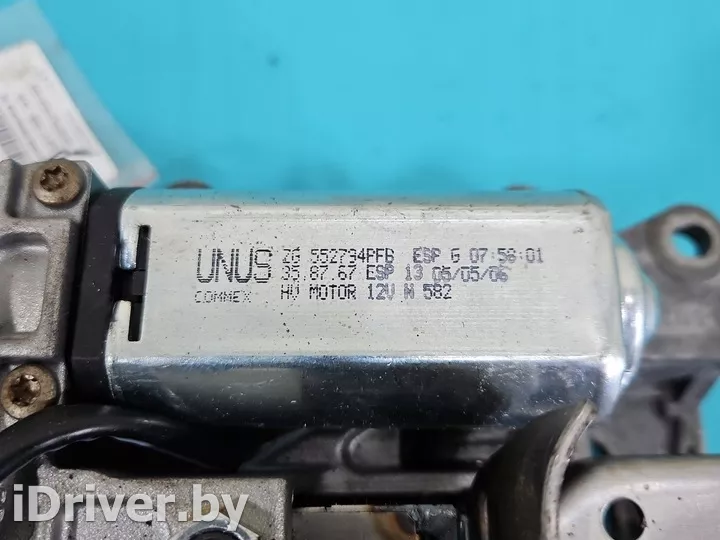 UNUS 2G 552734PFB ESP G 07:58:01
35.87.67 ESP 13 05/05/06
COMMEX HV MOTOR 12V N 582
iDriver.by